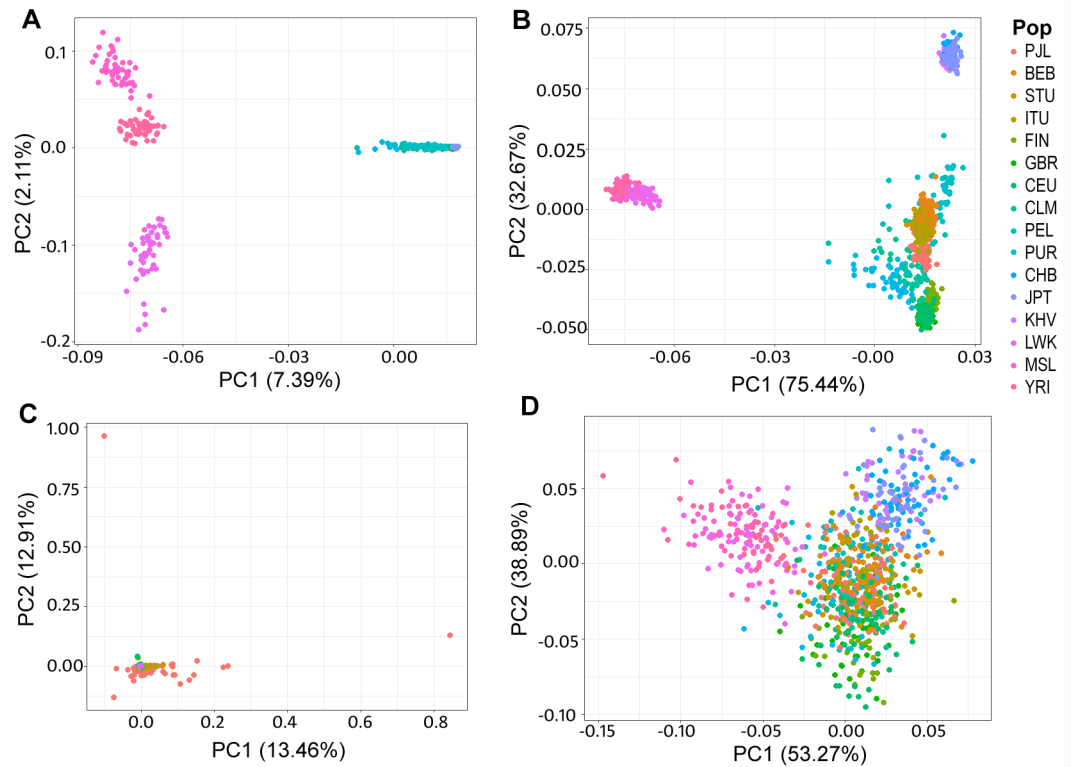 A
0.1
0.0
-0.1
-0.2
PC2 (2.11%)
-0.09
-0.06
-0.03
0.00
PC1 (7.39%)
B
0.075
0.050
0.025
0.000
-0.025
-0.050
PC2 (32.67%)
-0.06
-0.03
-0.00
0.03
PC1 (75.44%)
Pop
PJL
BEB
STU
ITU
FIN
GBR
CEU
CLM
PEL
PUR
CHB
JPT
KHV
LWK
MSL
YRI
C
1.00
0.75
0.50
0.25
0.00
PC2 (12.91%)
0.0
0.2
0.4
0.6
0.8
PC1 (13.46%)
D
0.05
0.00
-0.05
-0.10
PC2 (38.89%)
-0.15
-0.10
-0.05
0.00
0.05
PC1 (53.27%)